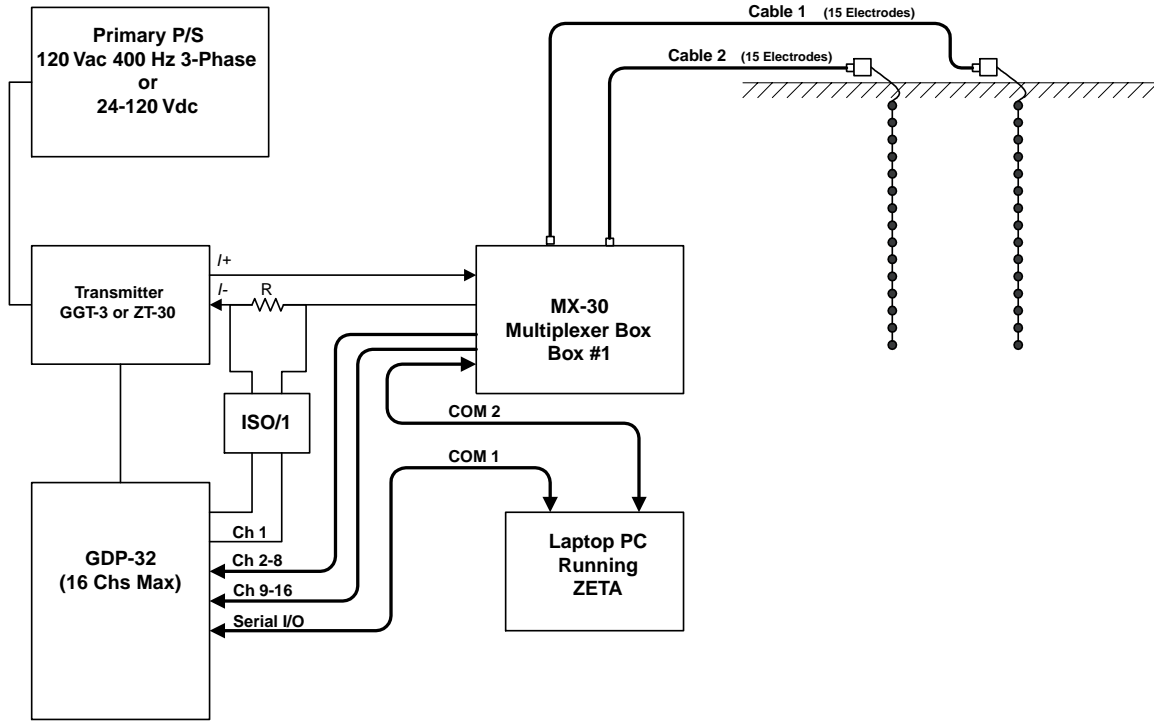 Cable 1 (15 Electrodes)
Primary P/S
120 Vac 400 Hz 3-Phase
or
24-120 Vdc
Cable 2 (15 Electrodes)
I+
I-
R
Transmitter
GGT-3 or ZT-30
MX-30
Multiplexer Box
Box #1
ISO/1
COM 2
COM 1
Ch 1
GDP-32
(16 Chs Max)
Ch 2-8
Ch 9-16
Serial I/O
Laptop PC
Running
ZETA